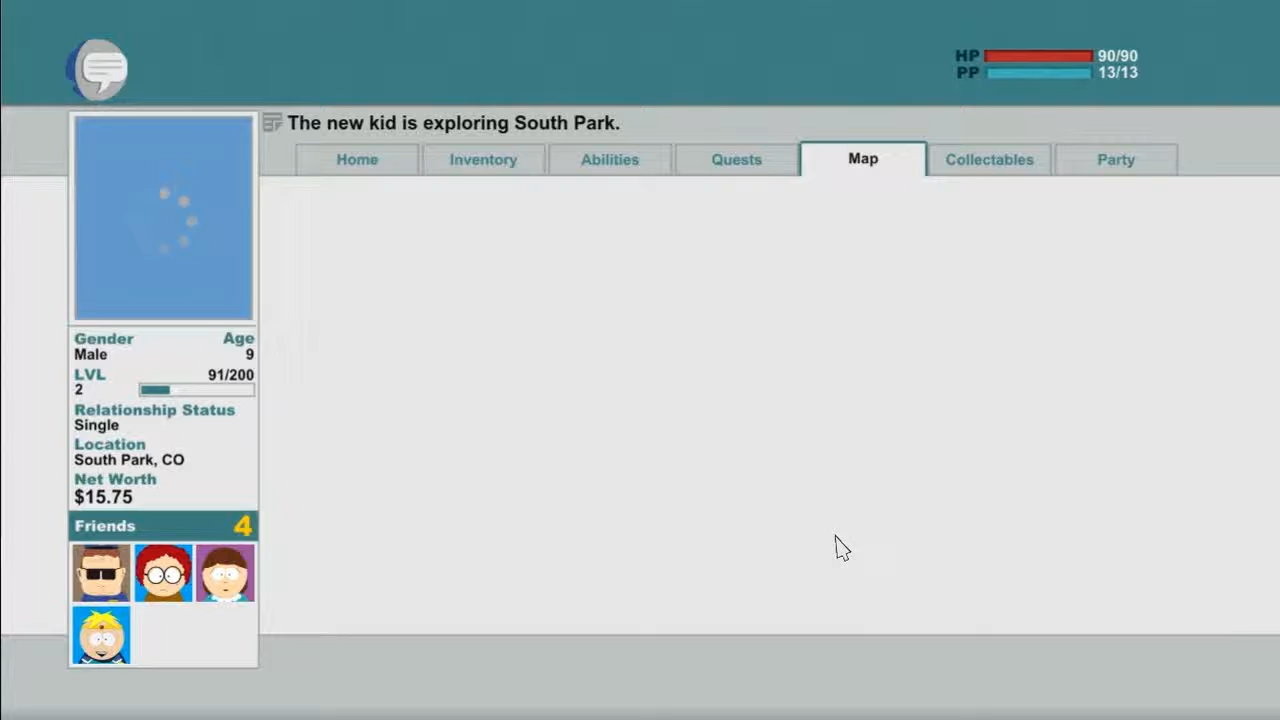 HP 90/90
PP 13/13
The new kid is exploring South Park.
Home Inventory Abilities Quests Map Collectables Party
Gender Age
Male 9
LVL 91/200
2
Relationship Status
Single
Location
South Park, CO
Net Worth
$15.75
Friends 4